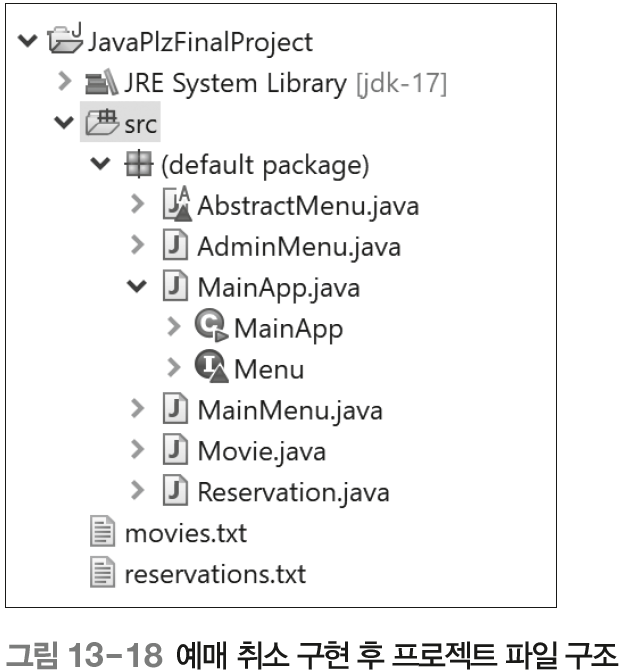 JavaPlzFinalProject
JRE System Library [jdk-17]
src
(default package)
AbstractMenu.java
AdminMenu.java
MainApp.java
MainApp
Menu
MainMenu.java
Movie.java
Reservation.java
movies.txt
reservations.txt
그림 13-18 예매 취소 구현 후 프로젝트 파일 구조